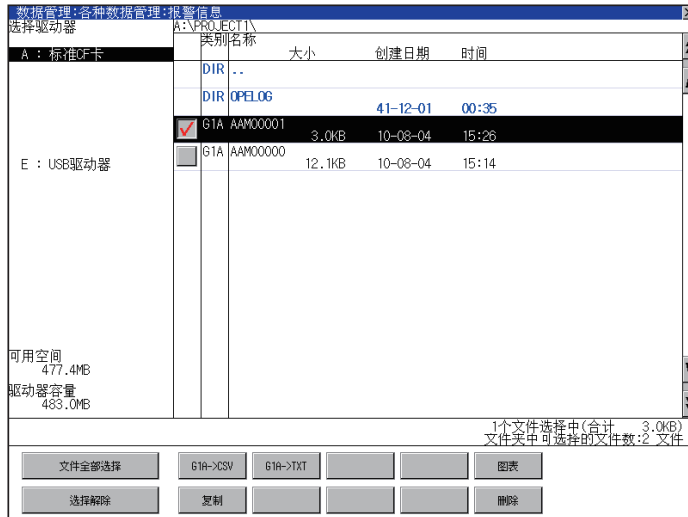 数据管理:各种数据管理:报警信息
选择驱动器
A:\PROJECT1\
类别 名称
大小 创建日期 时间
A : 标准CF卡
DIR ..
DIR OPELOG
41-12-01 00:35
G1A AAM00001
3.0KB 10-08-04 15:26
G1A AAM00000
12.1KB 10-08-04 15:14
E : USB驱动器
可用空间
477.4MB
驱动器容量
483.0MB
1个文件选择中(合计 3.0KB)
文件夹中可选择的文件数:2 文件
文件全部选择 G1A->CSV G1A->TXT 图表
选择解除 复制 删除